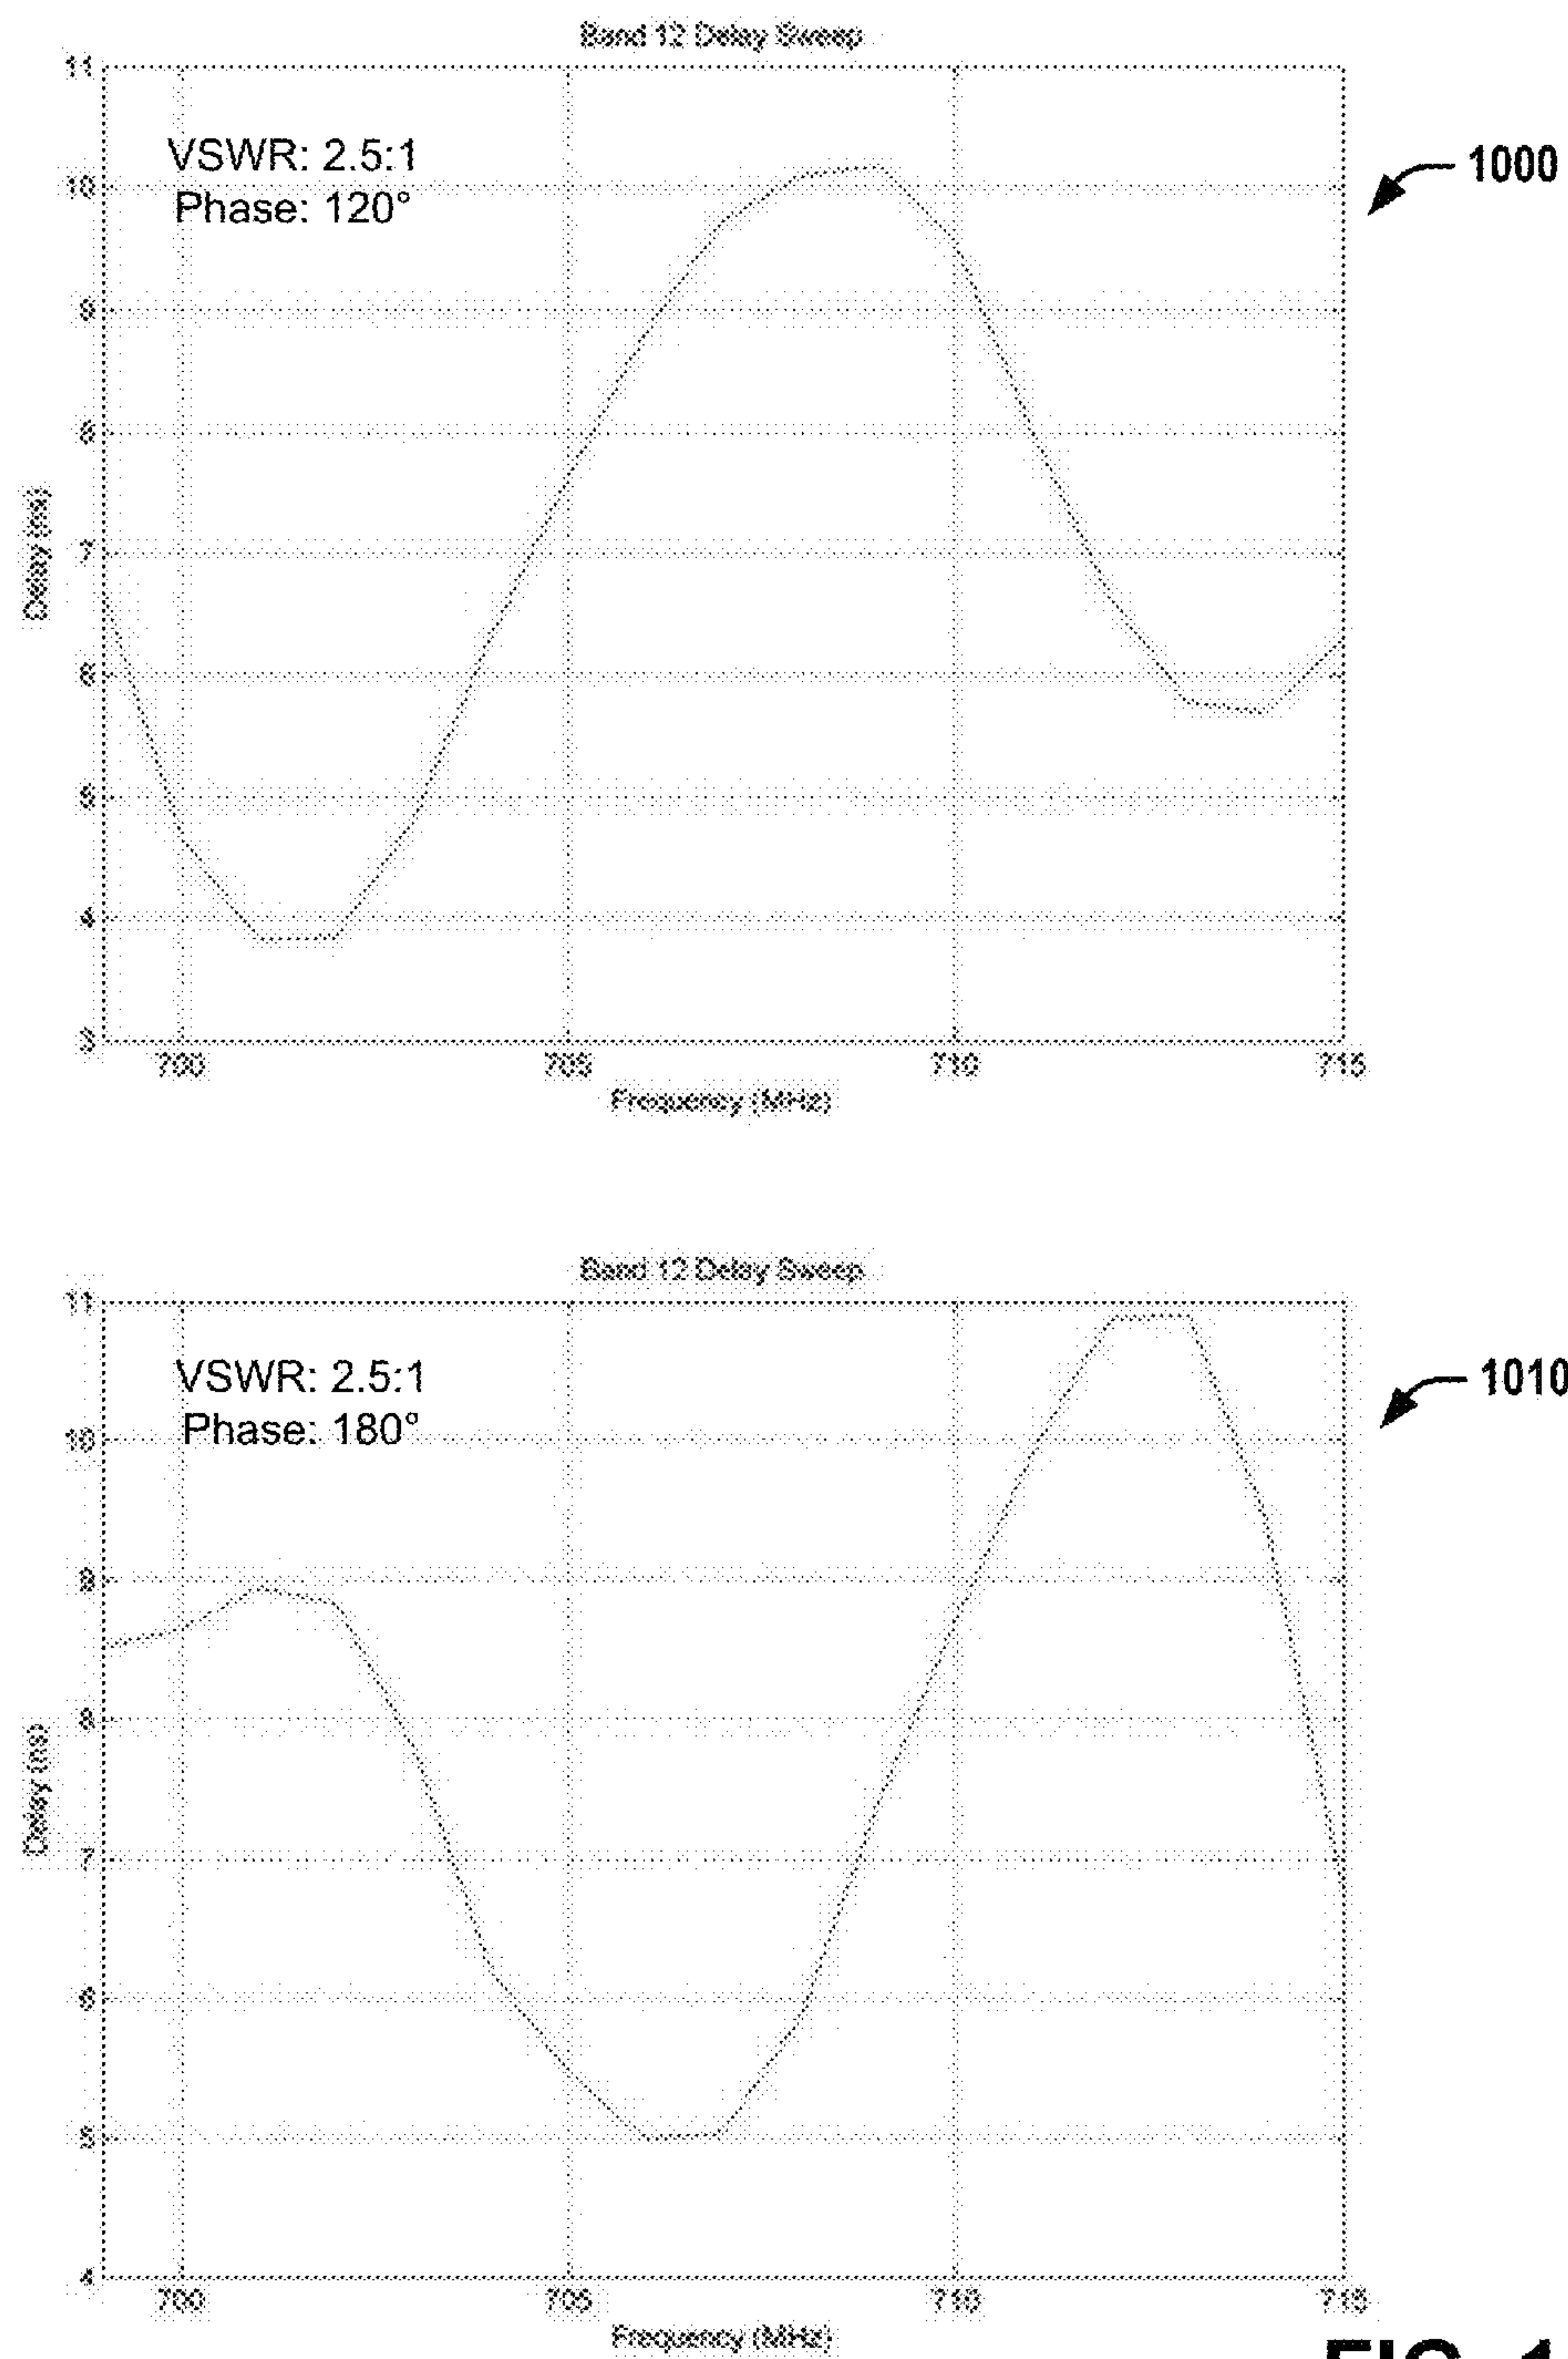 Band 12 Delay Sweep
11
VSWR: 2.5:1
1000
10
Phase: 120°
9
8
7
Delay (ns)
6
5
4
3
700 705 710 715
Frequency (MHz)
Band 12 Delay Sweep
11
VSWR: 2.5:1
1010
10
Phase: 180°
9
8
Delay (ns)
7
6
5
4
700 705 710 715
Frequency (MHz)